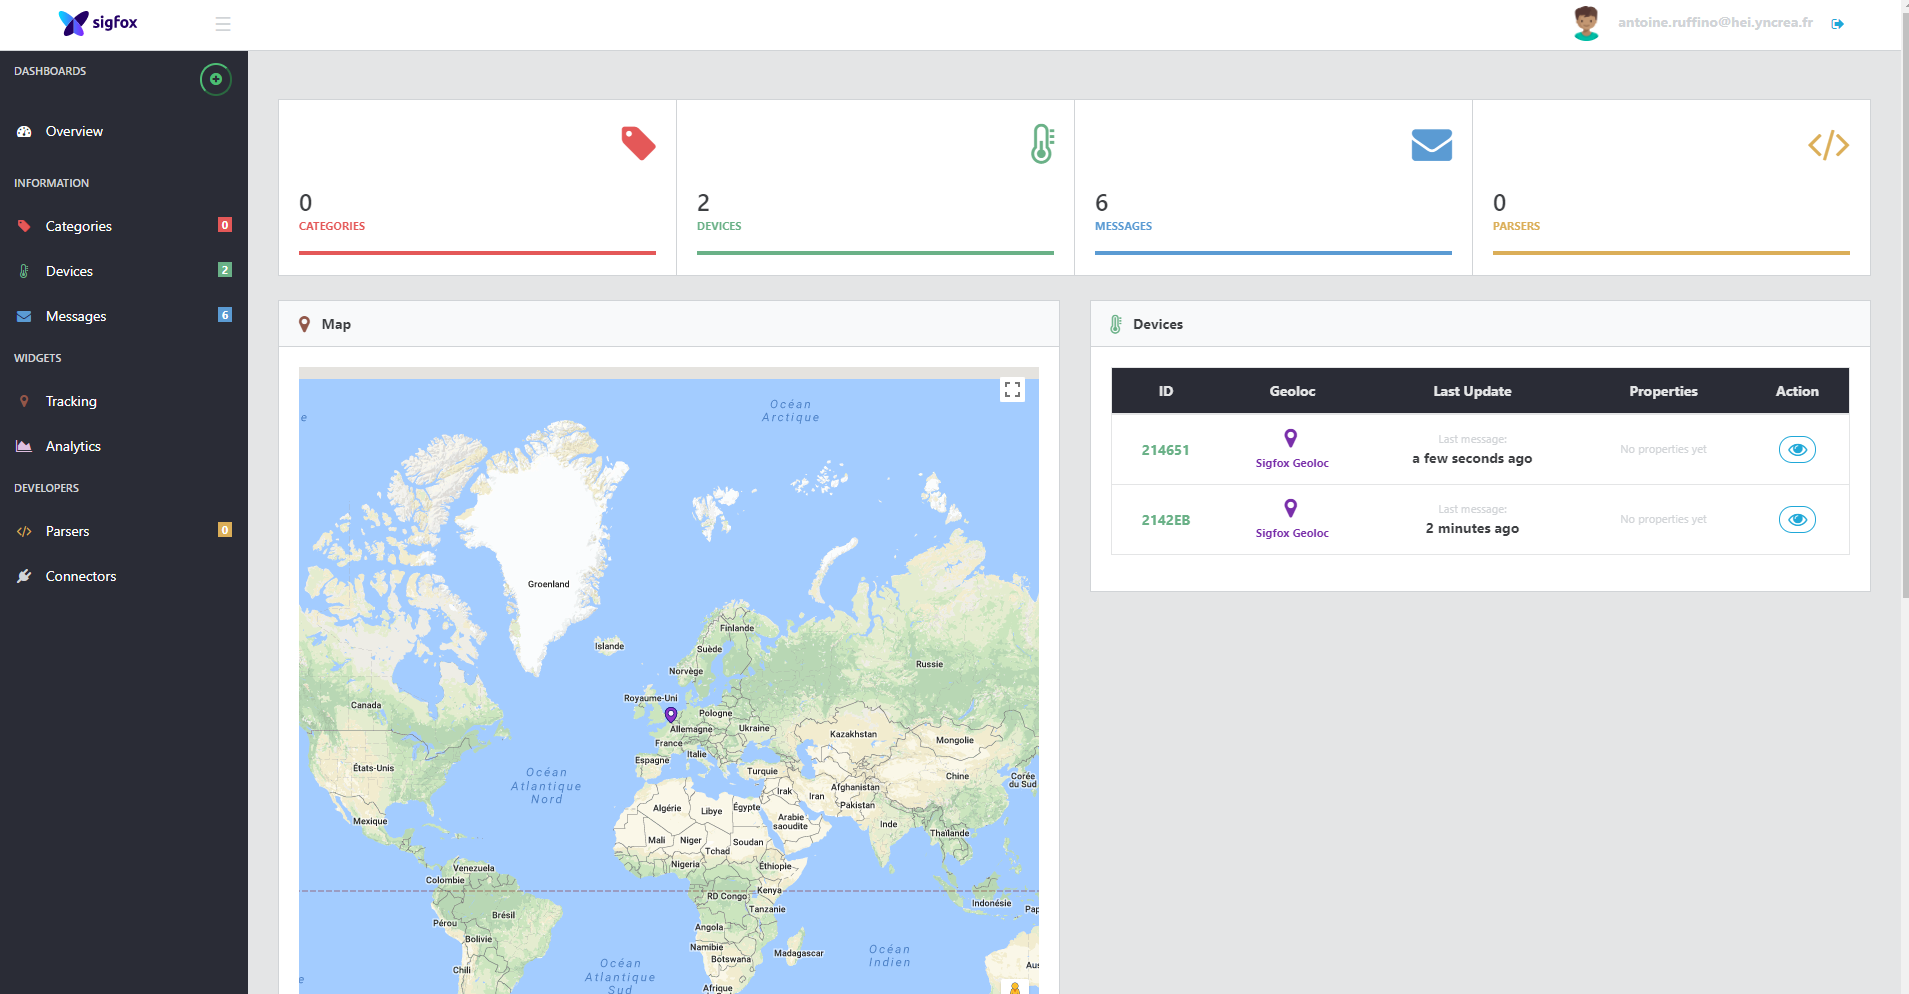 sigfox
antoine.ruffino@hei.yncrea.fr
DASHBOARDS
Overview
INFORMATION
Categories 0
Devices 2
Messages 6
WIDGETS
Tracking
Analytics
DEVELOPERS
Parsers 0
Connectors
0
CATEGORIES
2
DEVICES
6
MESSAGES
0
PARSERS
Map
Océan
Arctique
e
Groenland
Islande
Finlande
Suède
Norvège
Russie
Royaume-Uni
Canada
Pologne
Allemagne
Ukraine
Kazakhstan
Mongolie
France
Italie
Espagne
États-Unis
Turquie
Chine
Corée
du Sud
Océan
Atlantique
Nord
Irak
Iran
Afghanistan
Pakistan
Algérie
Libye
Égypte
Arabie
saoudite
Inde
Mexique
Mali
Niger
Soudan
Tchad
Thaïlande
Nigeria
Éthiopie
Venezuela
Colombie
RD Congo
Kenya
Tanzanie
Indonésie
Pap
Brésil
Pérou
Angola
Bolivie
Namibie
Botswana
Madagascar
Océan
Indien
Chili
Océan
Atlantique
Sud
Afrique
Aus
e
Devices
ID Geoloc Last Update Properties Action
214651
Sigfox Geoloc
Last message:
a few seconds ago
No properties yet
2142EB
Sigfox Geoloc
Last message:
2 minutes ago
No properties yet